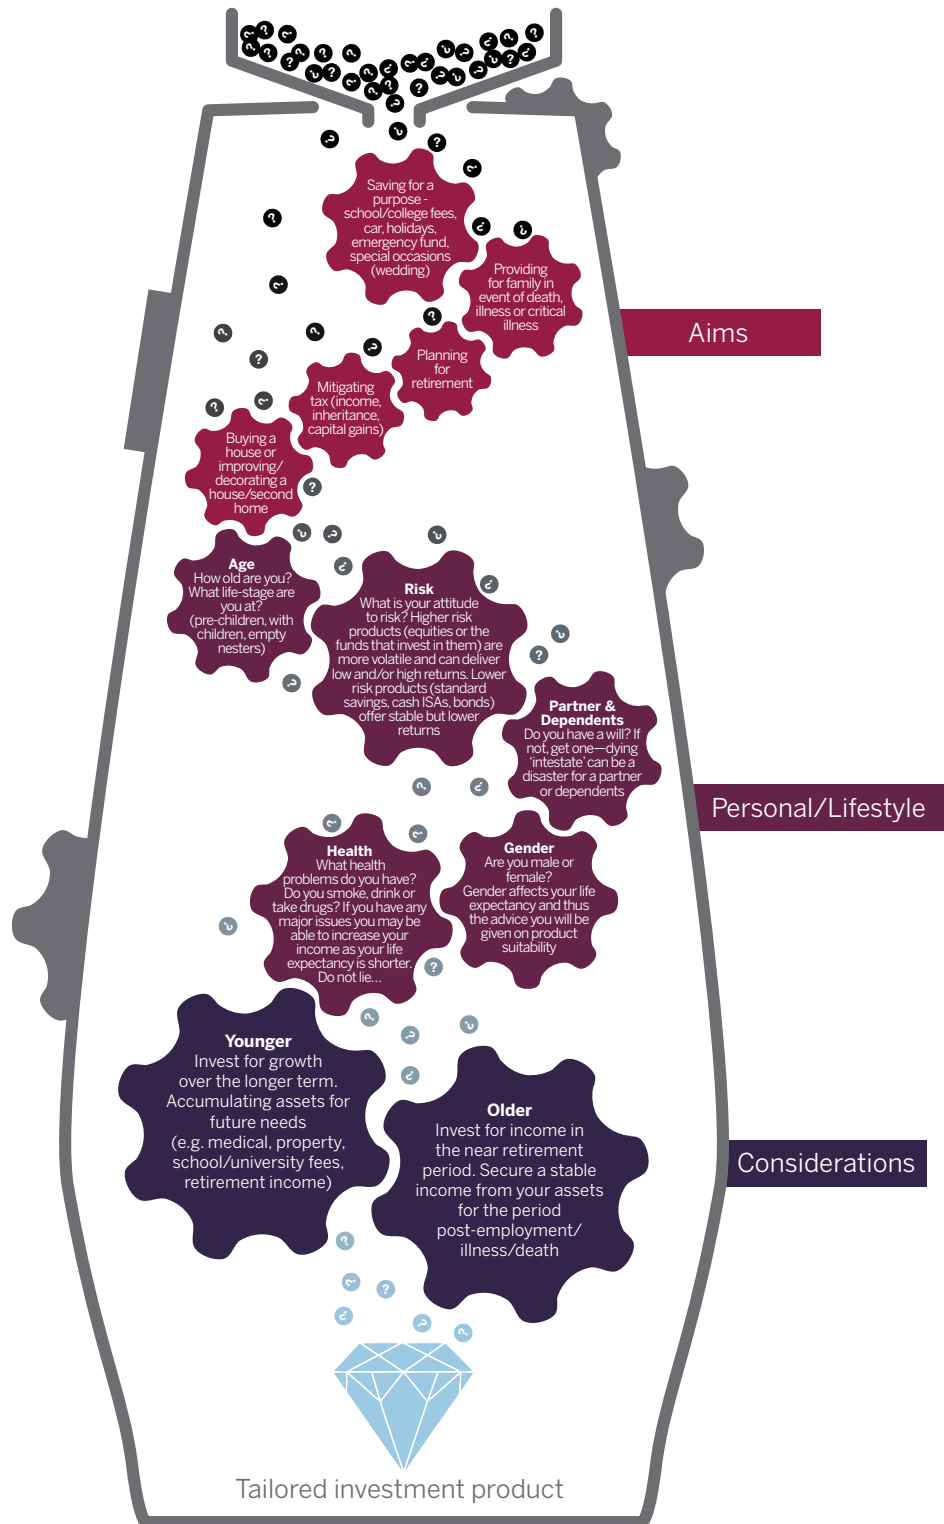 Saving for a
purpose -
school/college fees,
car, holidays,
emergency fund,
special occasions
(wedding)
Providing
for family in
event of death,
illness or critical
illness
Aims
Planning
for
retirement
Mitigating
tax (income,
inheritance,
capital gains)
Buying a
house or
improving/
decorating a
house/second
home
Age
How old are you?
What life-stage are
you at?
(pre-children, with
children, empty
nesters)
Risk
What is your attitude
to risk? Higher risk
products (equities or the
funds that invest in them) are
more volatile and can deliver
low and/or high returns. Lower
risk products (standard
savings, cash ISAs, bonds)
offer stable but lower
returns
Partner &
Dependents
Do you have a will? If
not, get one—dying
‘intestate’ can be a
disaster for a partner
or dependents
Personal/Lifestyle
Health
What health
problems do you have?
Do you smoke, drink or
take drugs? If you have any
major issues you may be
able to increase your
income as your life
expectancy is shorter.
Do not lie...
Gender
Are you male or
female?
Gender affects your life
expectancy and thus
the advice you will be
given on product
suitability
Younger
Invest for growth
over the longer term.
Accumulating assets for
future needs
(e.g. medical, property,
school/university fees,
retirement income)
Older
Invest for income in
the near retirement
period. Secure a stable
income from your assets
for the period
post-employment/
illness/death
Considerations
Tailored investment product